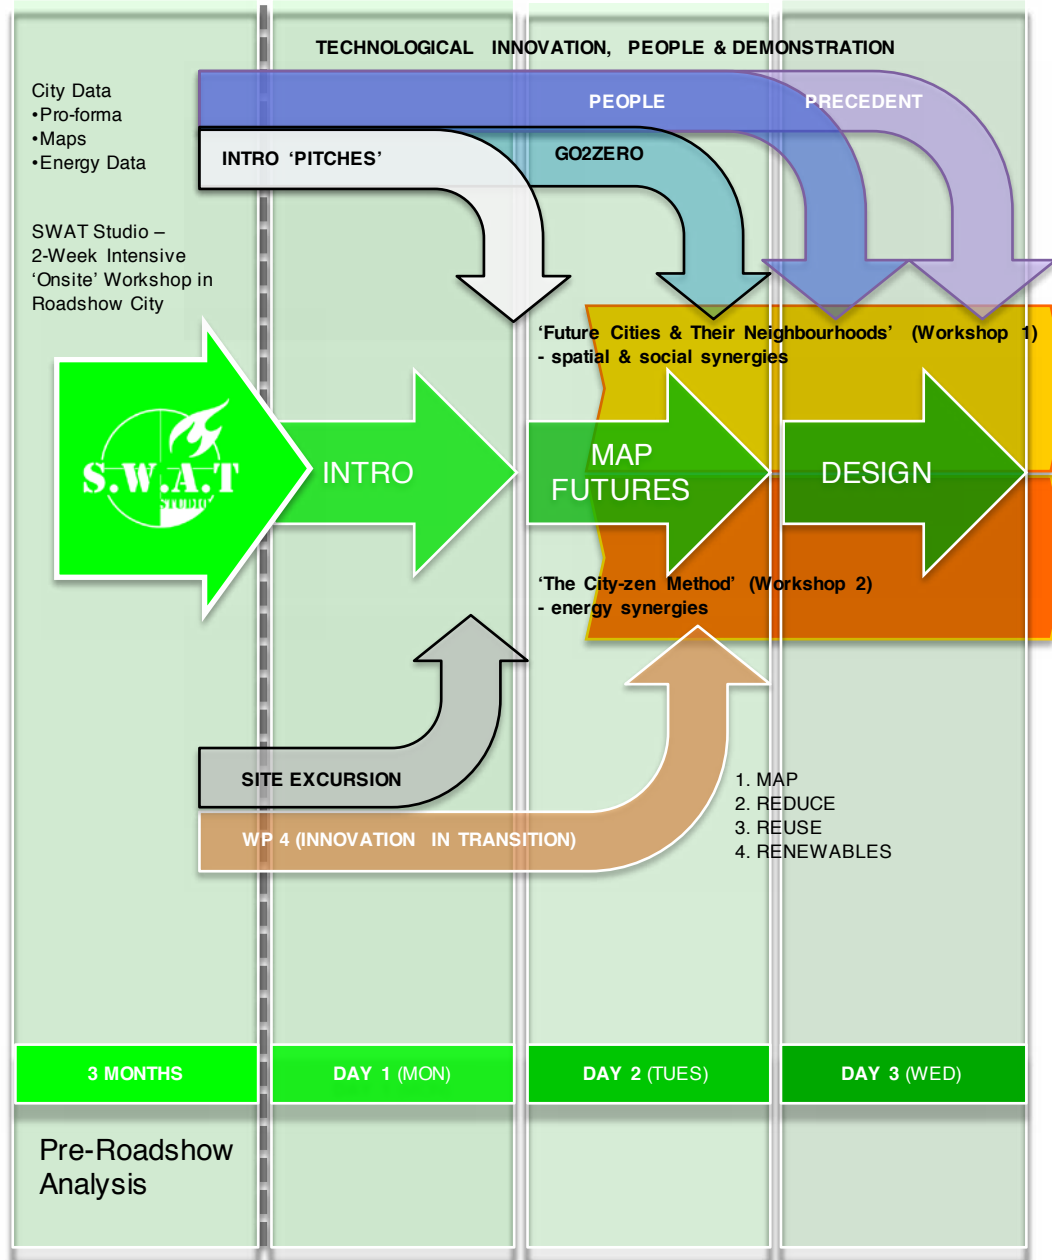 TECHNOLOGICAL INNOVATION, PEOPLE & DEMONSTRATION
City Data
•Pro-forma
•Maps
•Energy Data
PEOPLE
PRECEDENT
INTRO ‘PITCHES’
GO2ZERO
SWAT Studio –
2-Week Intensive
‘Onsite’ Workshop in
Roadshow City
‘Future Cities & Their Neighbourhoods’ (Workshop 1)
- spatial & social synergies
S.W.A.T
STUDIO
INTRO
MAP
FUTURES
DESIGN
‘The City-zen Method’ (Workshop 2)
- energy synergies
SITE EXCURSION
WP 4 (INNOVATION IN TRANSITION)
1. MAP
2. REDUCE
3. REUSE
4. RENEWABLES
3 MONTHS
DAY 1 (MON)
DAY 2 (TUES)
DAY 3 (WED)
Pre-Roadshow
Analysis